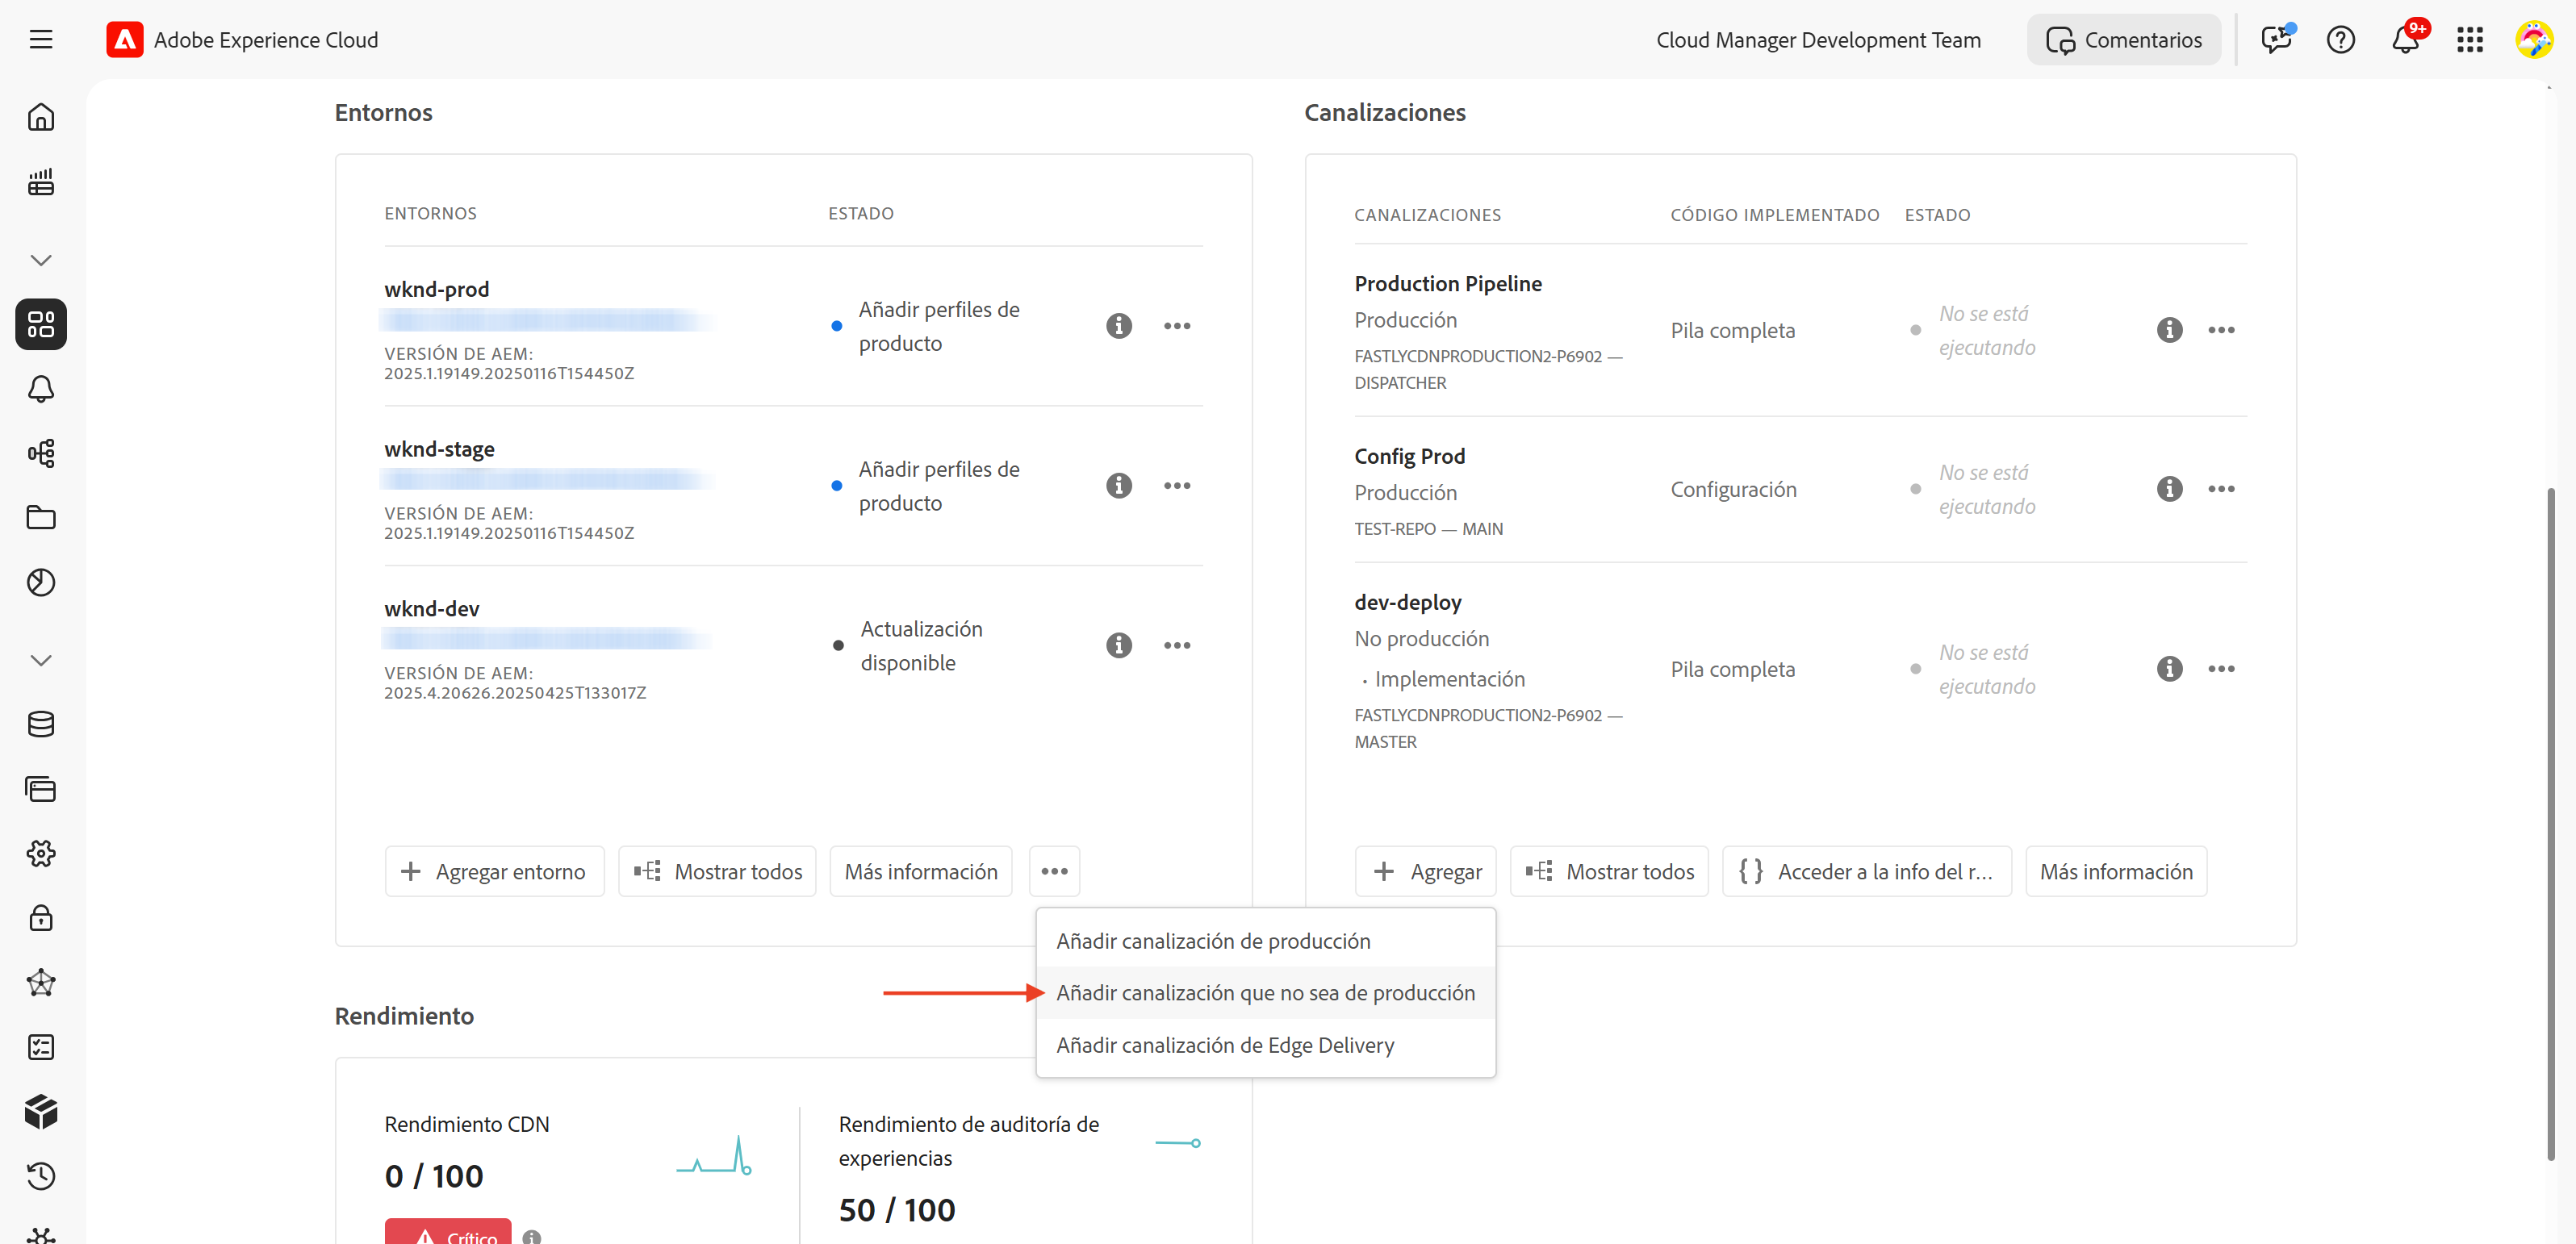 Adobe Experience Cloud
Cloud Manager Development Team
Comentarios
9+
Entornos
ENTORNOS
ESTADO
wknd-prod
VERSIÓN DE AEM:
2025.1.19149.20250116T154450Z
Añadir perfiles de
producto
wknd-stage
VERSIÓN DE AEM:
2025.1.19149.20250116T154450Z
Añadir perfiles de
producto
wknd-dev
VERSIÓN DE AEM:
2025.4.20626.20250425T133017Z
Actualización
disponible
Agregar entorno
Mostrar todos
Más información
Canalizaciones
CANALIZACIONES
CÓDIGO IMPLEMENTADO
ESTADO
Production Pipeline
Producción
FASTLYCDNPRODUCTION2-P6902 —
DISPATCHER
Pila completa
No se está
ejecutando
Config Prod
Producción
TEST-REPO — MAIN
Configuración
No se está
ejecutando
dev-deploy
No producción
· Implementación
FASTLYCDNPRODUCTION2-P6902 —
MASTER
Pila completa
No se está
ejecutando
Agregar
Mostrar todos
Acceder a la info del r...
Más información
Añadir canalización de producción
Añadir canalización que no sea de producción
Añadir canalización de Edge Delivery
Rendimiento
Rendimiento CDN
0 / 100
Crítico
Rendimiento de auditoría de
experiencias
50 / 100